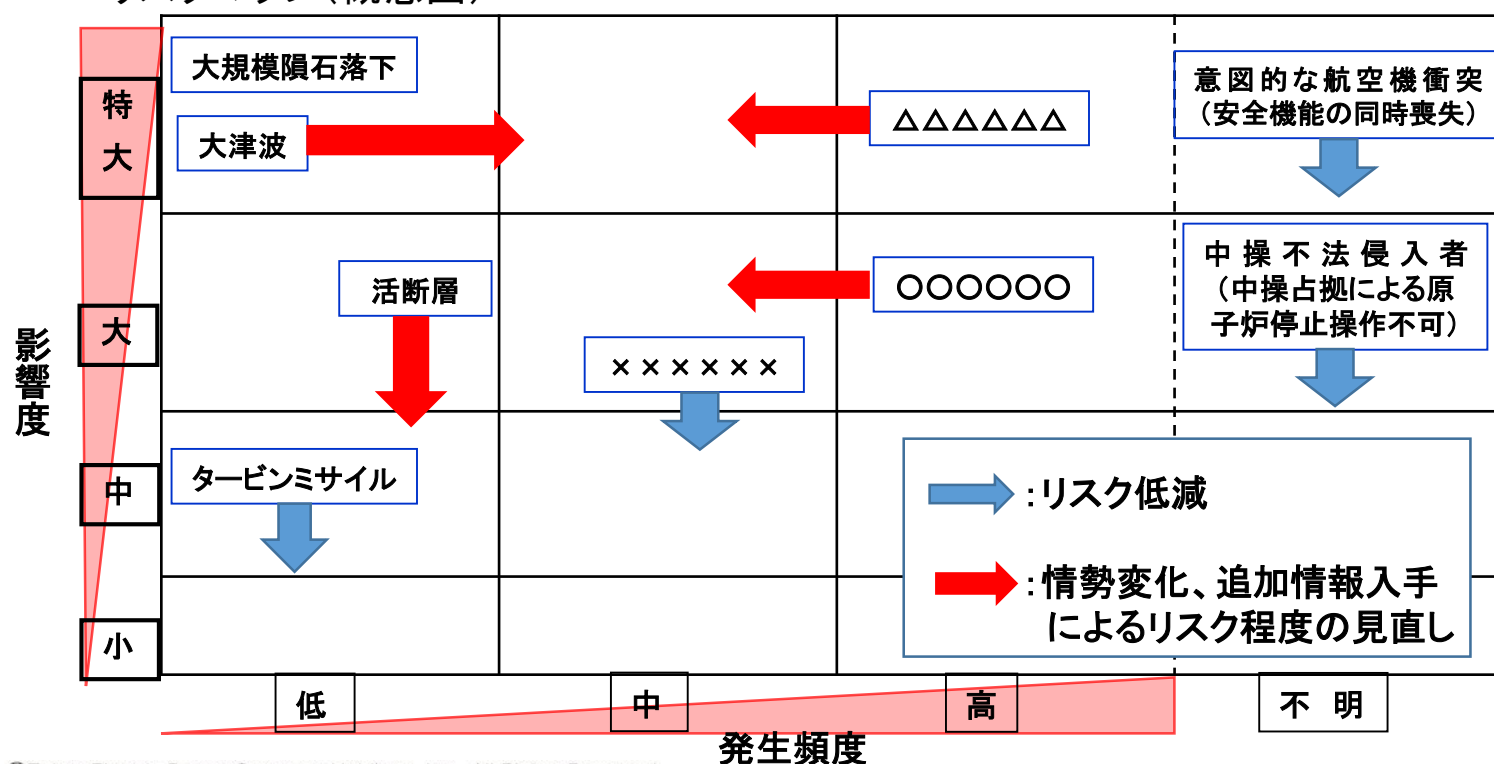 大規模隕石落下
意図的な航空機衝突
（安全機能の同時喪失）
特
大
大津波
△△△△△△
中操不法侵入者
（中操占拠による原
子炉停止操作不可）
活断層
○○○○○○
大
影
響
度
××××××
タービンミサイル
中
：リスク低減
：情勢変化、追加情報入手
によるリスク程度の見直し
小
低
中
高
不 明
発生頻度